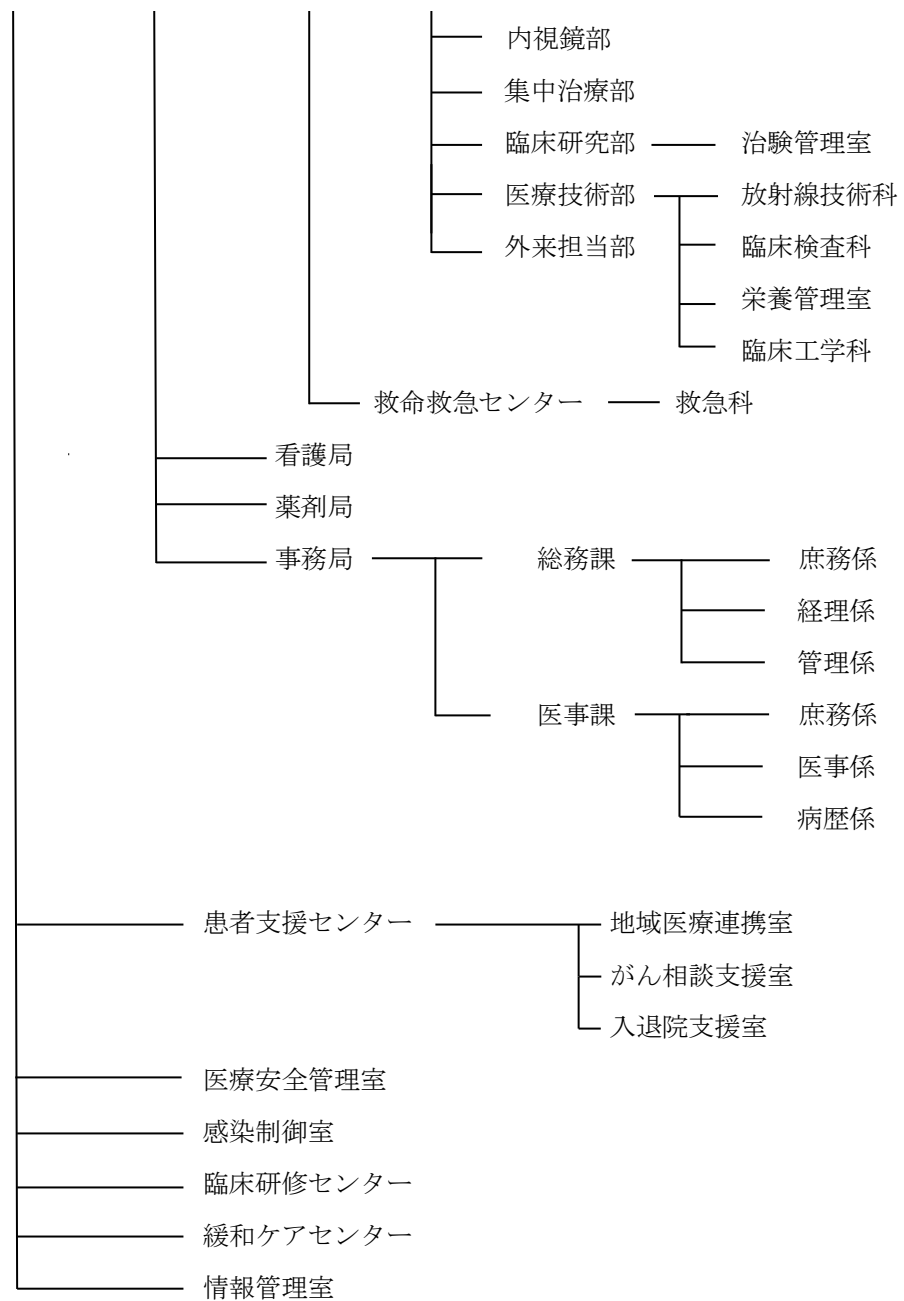 内視鏡部
集中治療部
臨床研究部 治験管理室
医療技術部 放射線技術科
外来担当部 臨床検査科
栄養管理室
臨床工学科
救命救急センター 救急科
看護局
薬剤局
事務局 総務課 庶務係
経理係
管理係
医事課 庶務係
医事係
病歴係
患者支援センター 地域医療連携室
がん相談支援室
入退院支援室
医療安全管理室
感染制御室
臨床研修センター
緩和ケアセンター
情報管理室